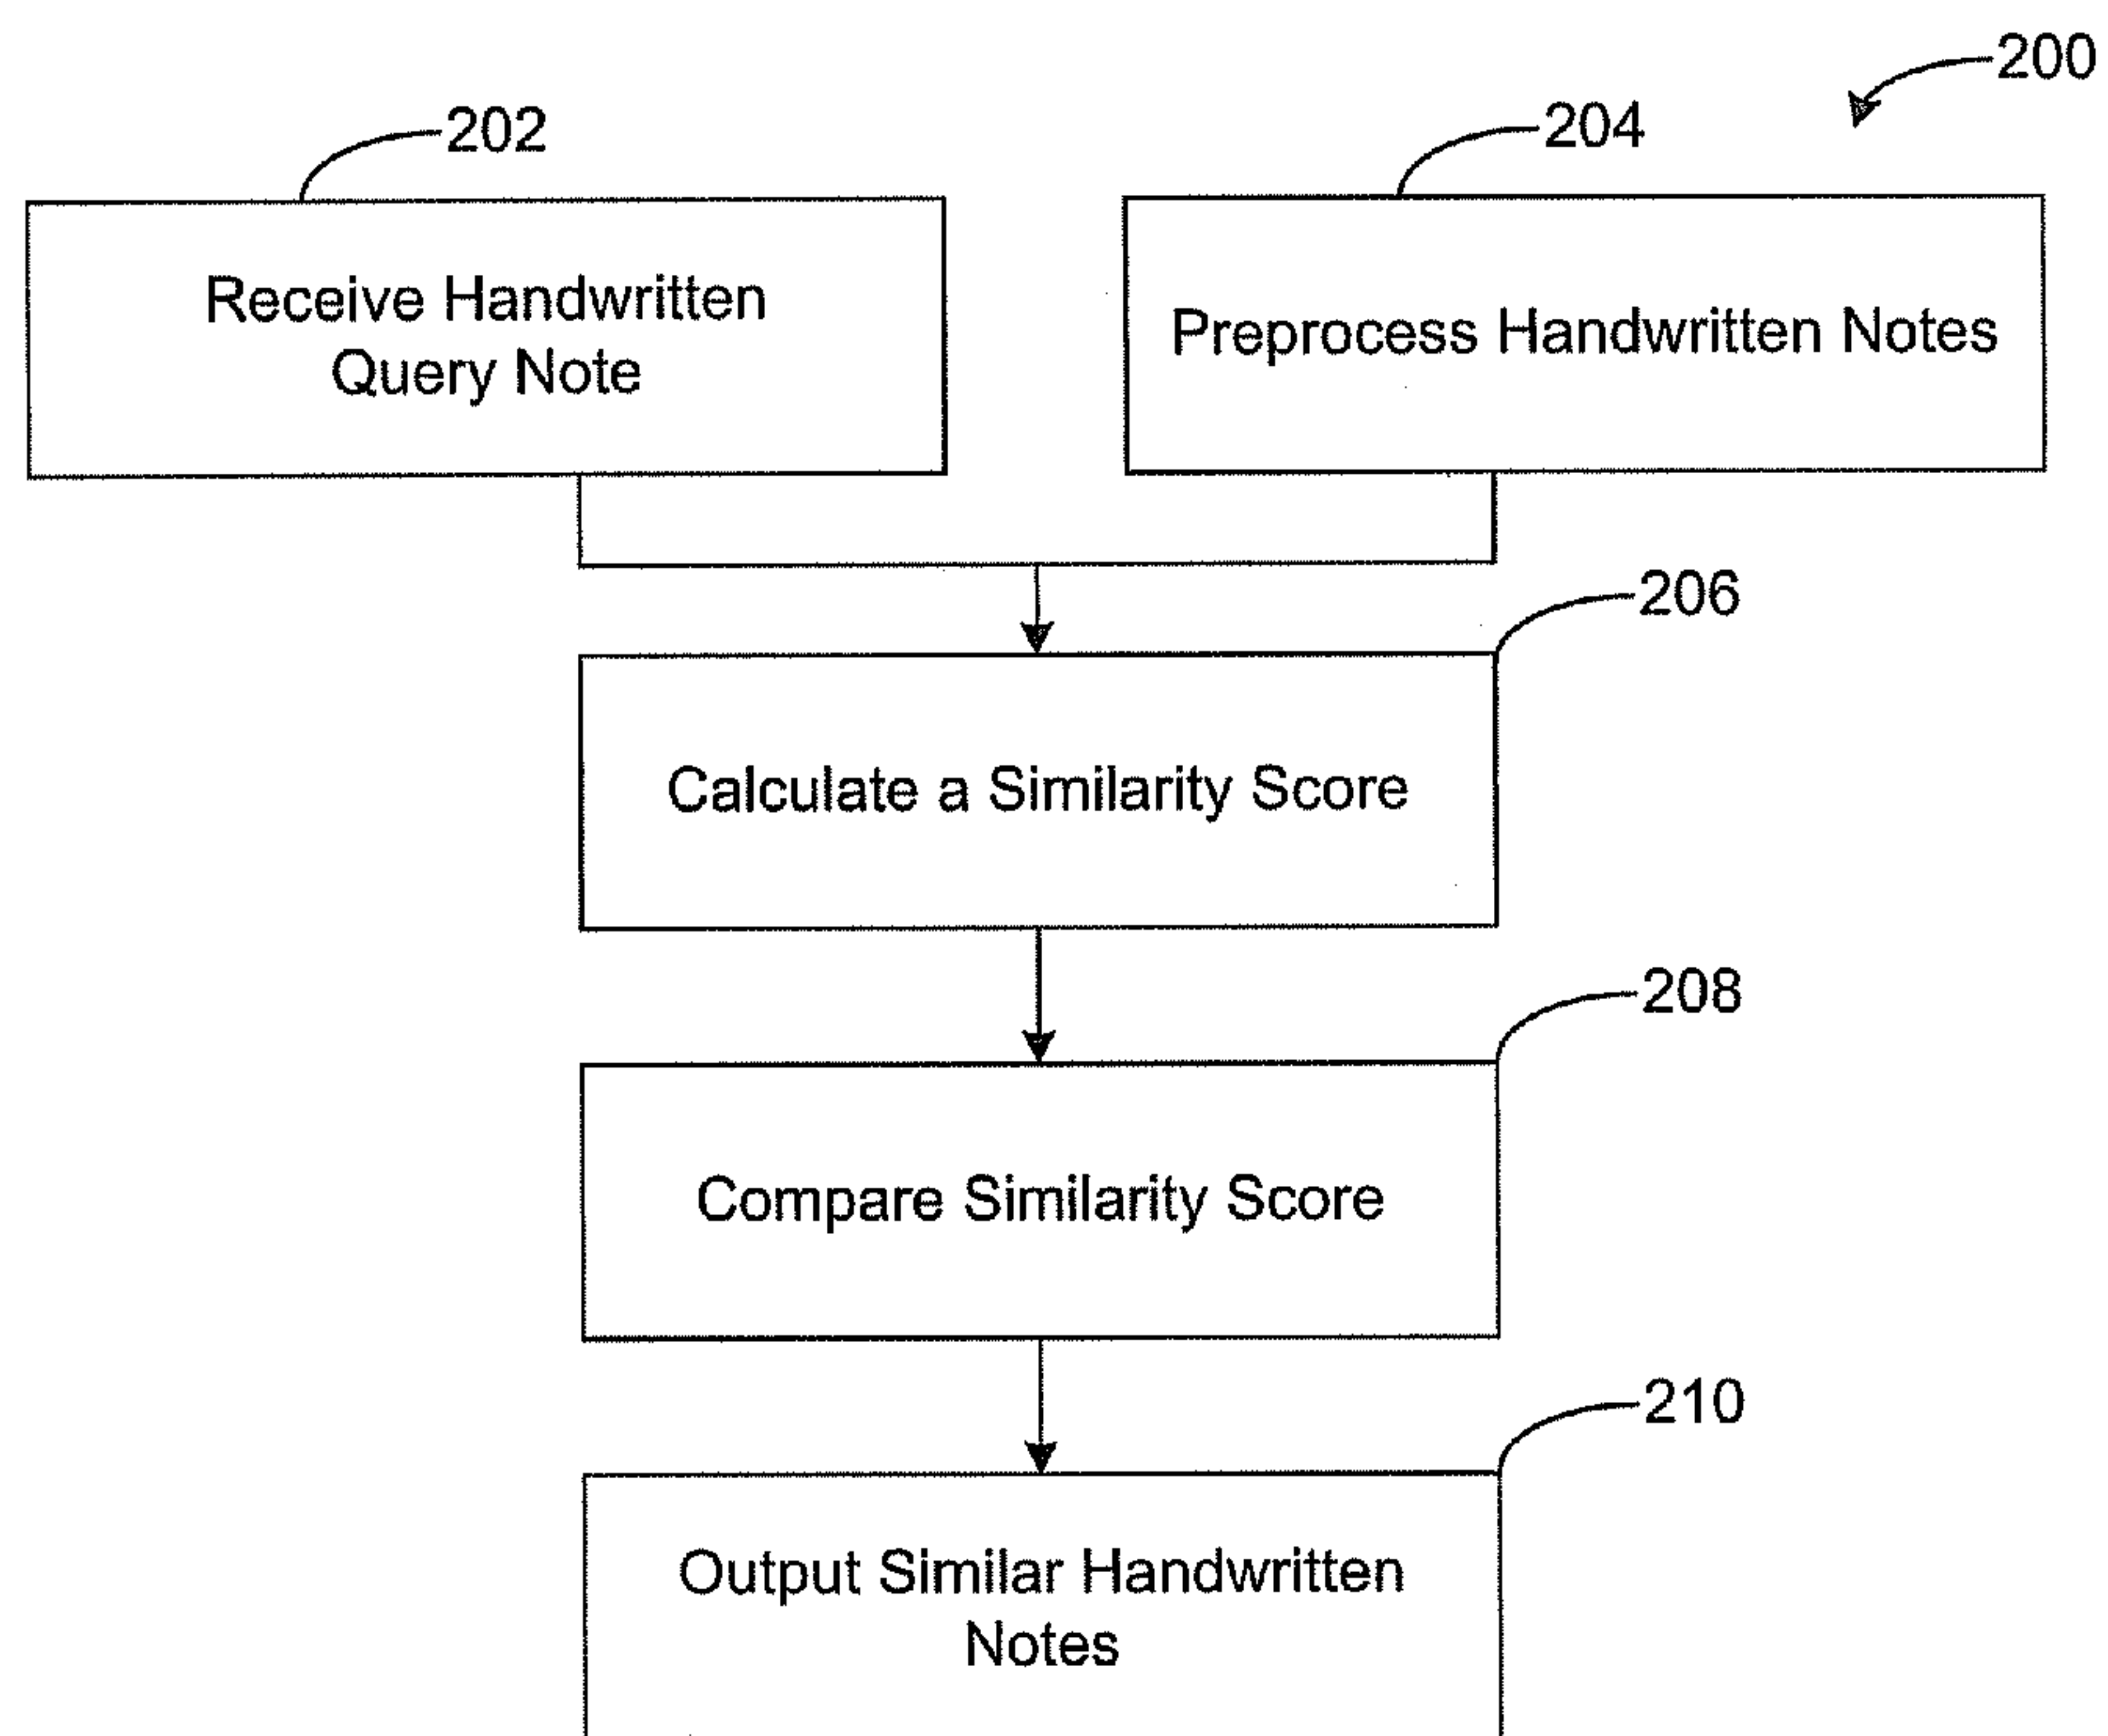 200
202
204
Receive Handwritten
Query Note
Preprocess Handwritten Notes
206
Calculate a Similarity Score
208
Compare Similarity Score
210
Output Similar Handwritten
Notes